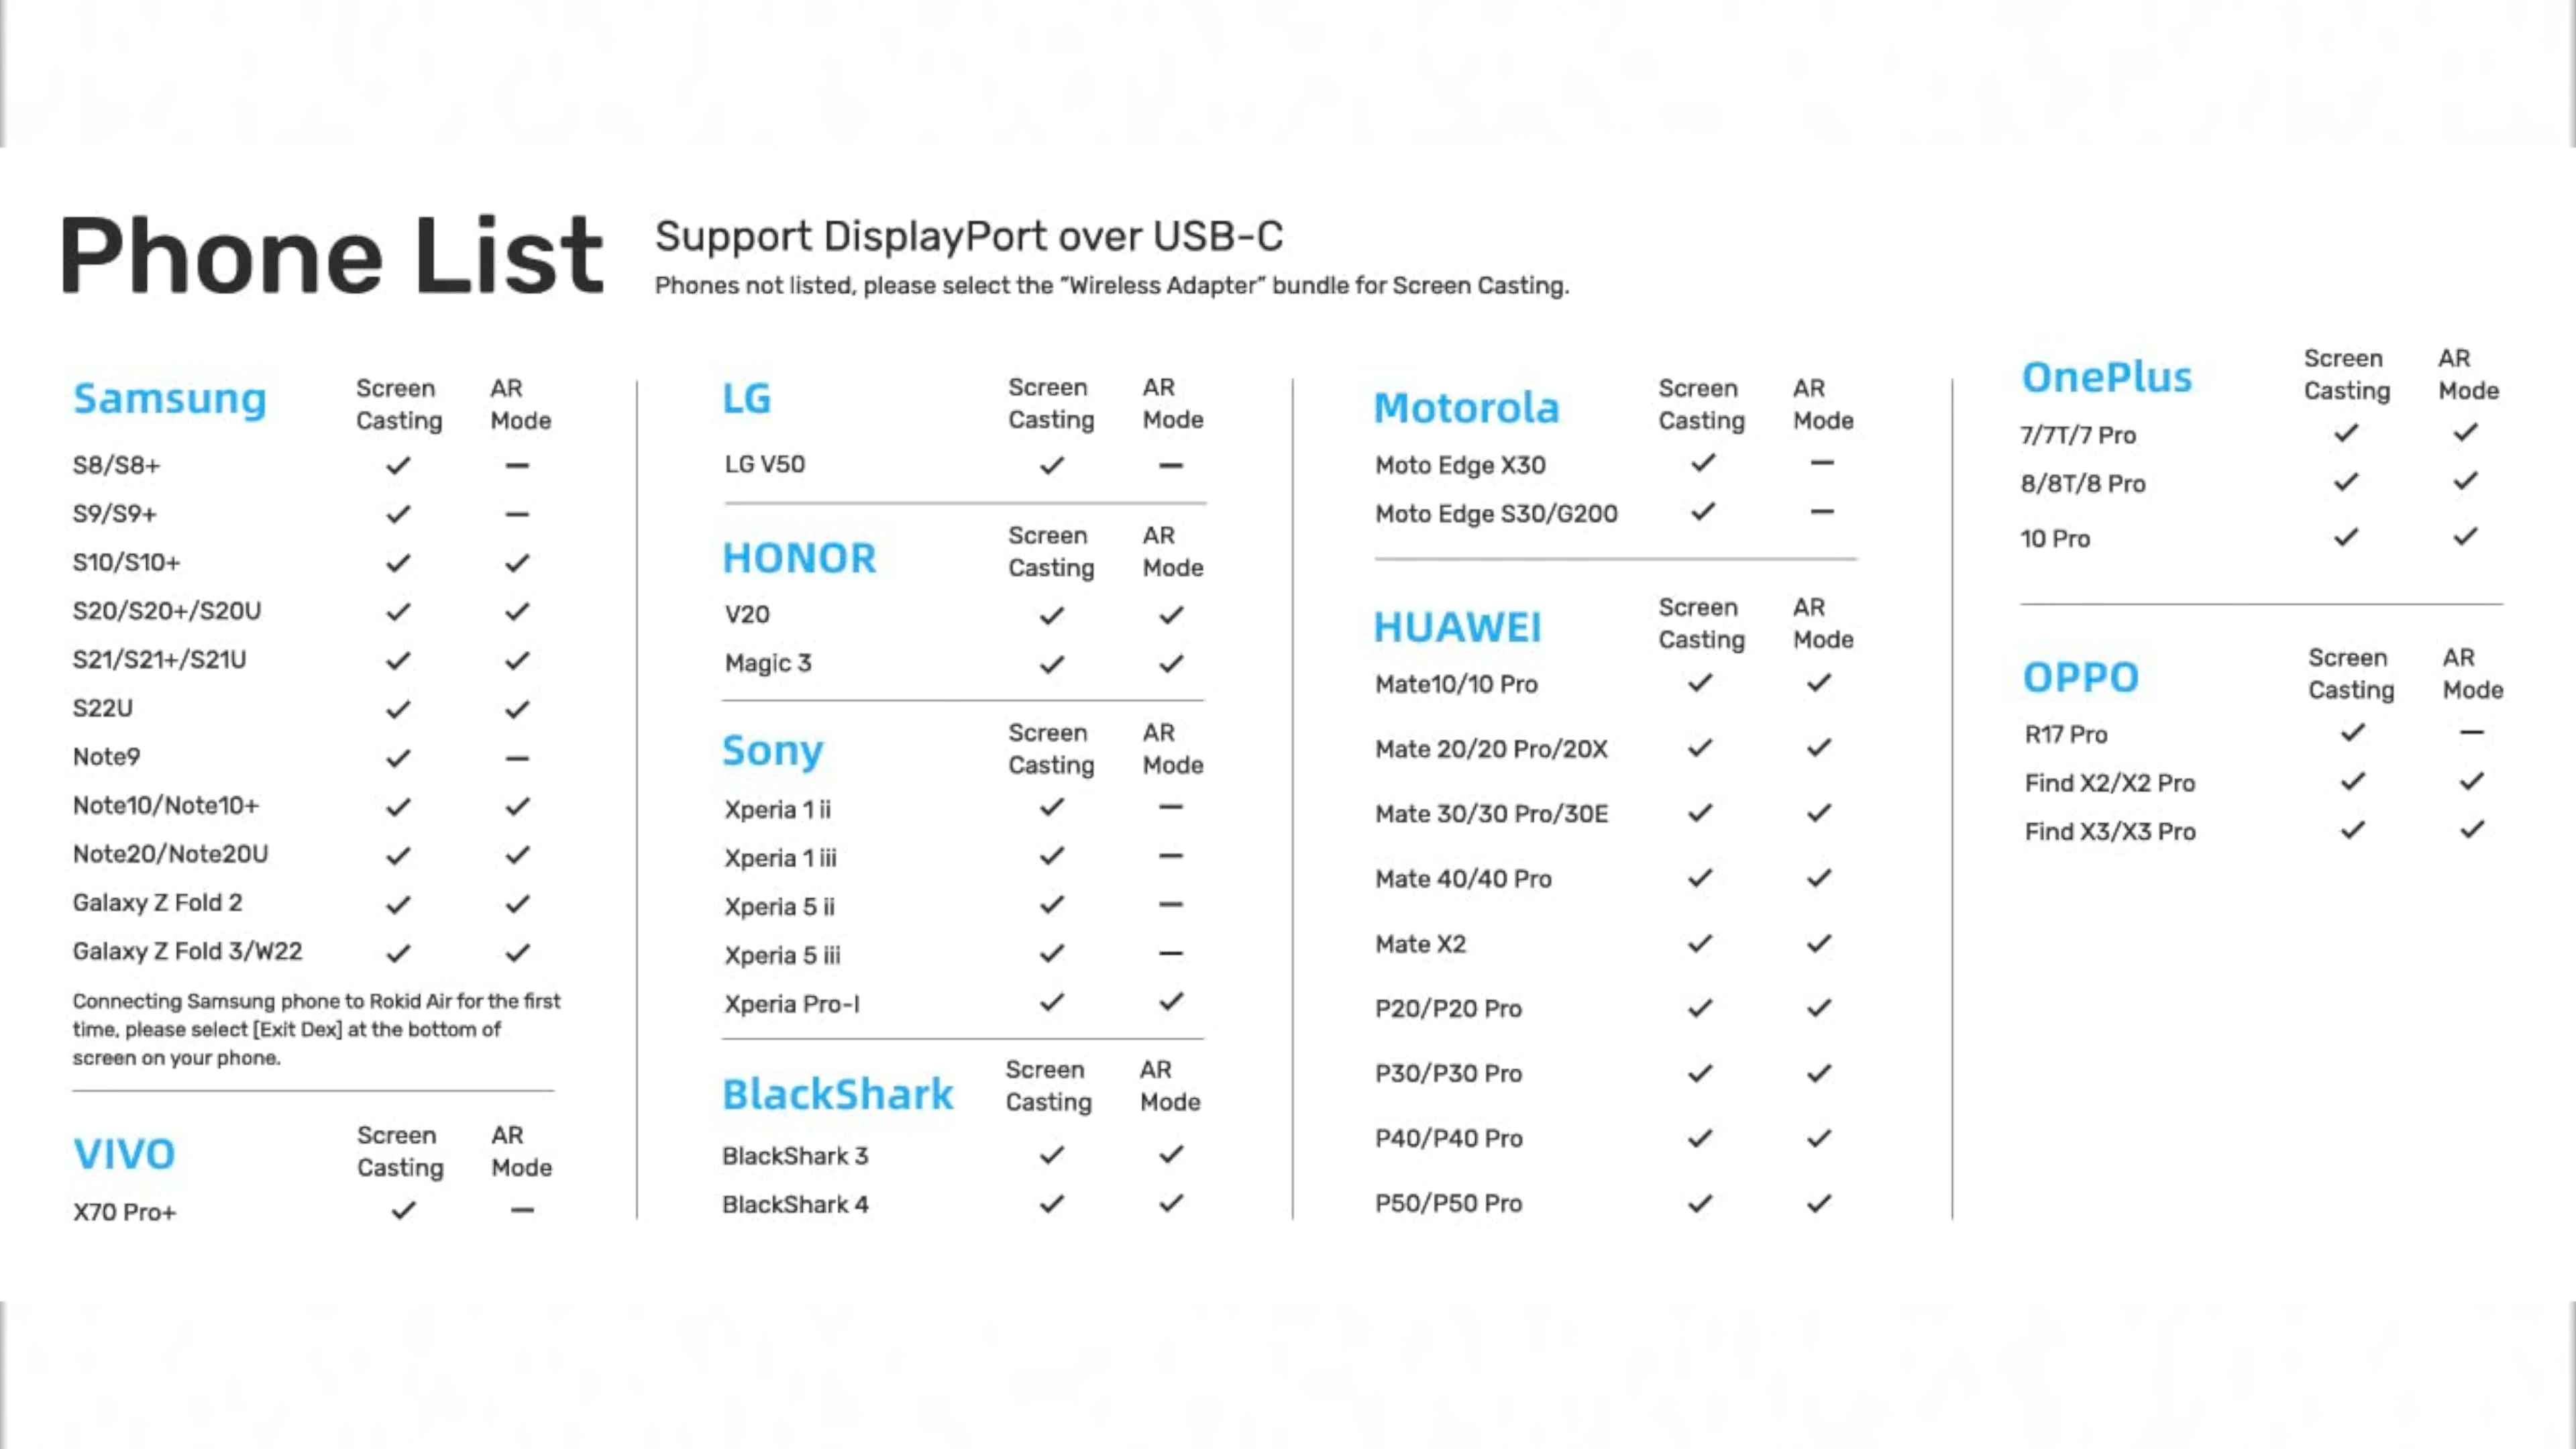 Phone List
Support DisplayPort over USB-C
Phones not listed, please select the “Wireless Adapter” bundle for Screen Casting.
Samsung
Screen Casting
AR Mode
S8/S8+ ✓ —
S9/S9+ ✓ —
S10/S10+ ✓ ✓
S20/S20+/S20U ✓ ✓
S21/S21+/S21U ✓ ✓
S22U ✓ ✓
Note9 ✓ —
Note10/Note10+ ✓ ✓
Note20/Note20U ✓ ✓
Galaxy Z Fold 2 ✓ ✓
Galaxy Z Fold 3/W22 ✓ ✓
Connecting Samsung phone to Rokid Air for the first
time, please select [Exit Dex] at the bottom of
screen on your phone.
VIVO
Screen Casting
AR Mode
X70 Pro+ ✓ —
LG
Screen Casting
AR Mode
LG V50 ✓ —
HONOR
Screen Casting
AR Mode
V20 ✓ ✓
Magic 3 ✓ ✓
Sony
Screen Casting
AR Mode
Xperia 1 ii ✓ —
Xperia 1 iii ✓ —
Xperia 5 ii ✓ —
Xperia 5 iii ✓ —
Xperia Pro-I ✓ ✓
BlackShark
Screen Casting
AR Mode
BlackShark 3 ✓ ✓
BlackShark 4 ✓ ✓
Motorola
Screen Casting
AR Mode
Moto Edge X30 ✓ —
Moto Edge S30/G200 ✓ —
HUAWEI
Screen Casting
AR Mode
Mate10/10 Pro ✓ ✓
Mate 20/20 Pro/20X ✓ ✓
Mate 30/30 Pro/30E ✓ ✓
Mate 40/40 Pro ✓ ✓
Mate X2 ✓ ✓
P20/P20 Pro ✓ ✓
P30/P30 Pro ✓ ✓
P40/P40 Pro ✓ ✓
P50/P50 Pro ✓ ✓
OnePlus
Screen Casting
AR Mode
7/7T/7 Pro ✓ ✓
8/8T/8 Pro ✓ ✓
10 Pro ✓ ✓
OPPO
Screen Casting
AR Mode
R17 Pro ✓ —
Find X2/X2 Pro ✓ ✓
Find X3/X3 Pro ✓ ✓